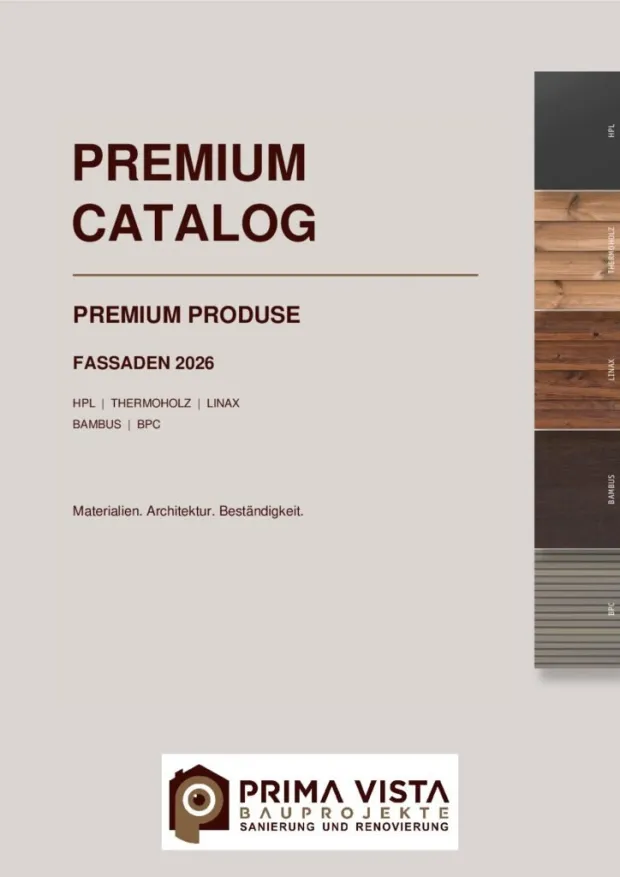 PREMIUM
CATALOG
PREMIUM PRODUSE
FASSADEN 2026
HPL | THERMOHOLZ | LINAX
BAMBUS | BPC
Materialien. Architektur. Beständigkeit.
HPL
THERMOHOLZ
LINAX
BAMBUS
BPC
PRIMA VISTA
BAUPROJEKTE
SANIERUNG UND RENOVIERUNG